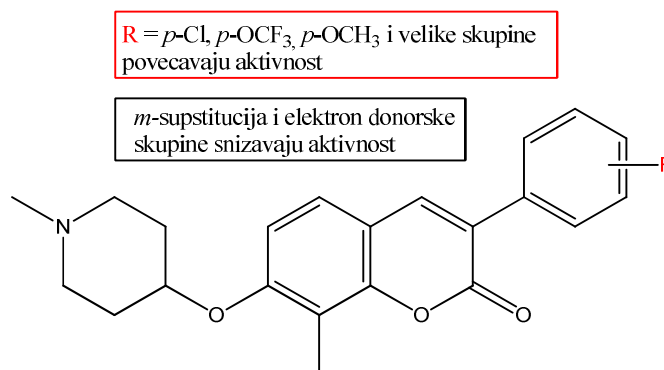 R = p-Cl, p-OCF3, p-OCH3 i velike skupine
povecavaju aktivnost
m-supstitucija i elektron donorske
skupine snizavaju aktivnost
R
N
O
O
O